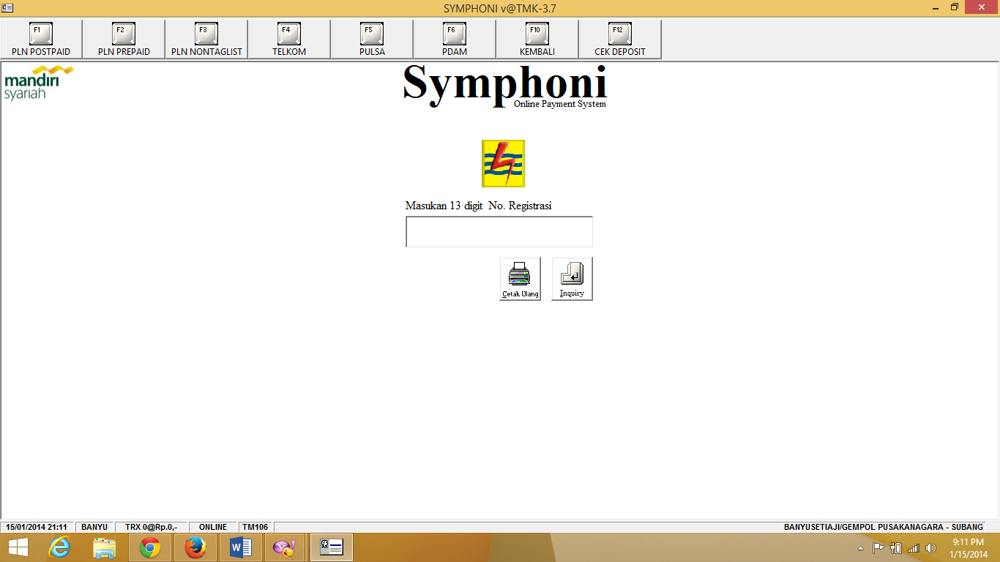 SYMPHONI v@TMK-3.7
F1 F2 F3 F4 F5 F6 F10 F12
PLN POSTPAID PLN PREPAID PLN NONTAGLIST TELKOM PULSA PDAM KEMBALI CEK DEPOSIT
mandiri
syariah
Symphoni
Online Payment System
Masukan 13 digit  No. Registrasi
Cetak Ulang Inquiry
15/01/2014 21:11 BANYU TRX 0@Rp.0,- ONLINE TM106 BANYUSETIAJI/GEMPOL PUSAKANAGARA - SUBANG
9:11 PM
1/15/2014